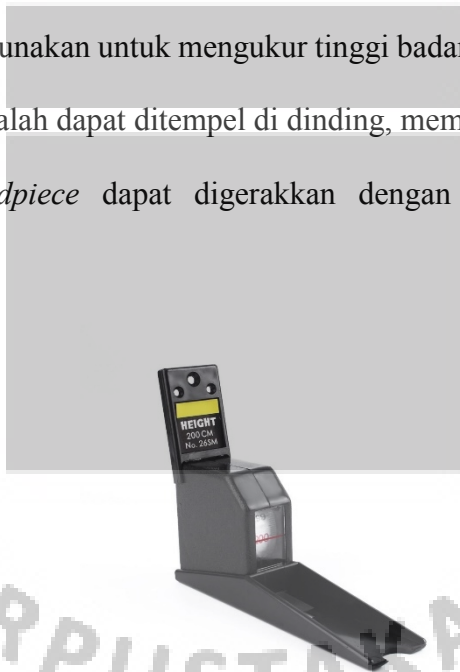 unakan untuk mengukur tinggi badan
alah dapat ditempel di dinding, mem
dpiece dapat digerakkan dengan
HEIGHT
200 CM
No. 26SM
RPUSTAKA